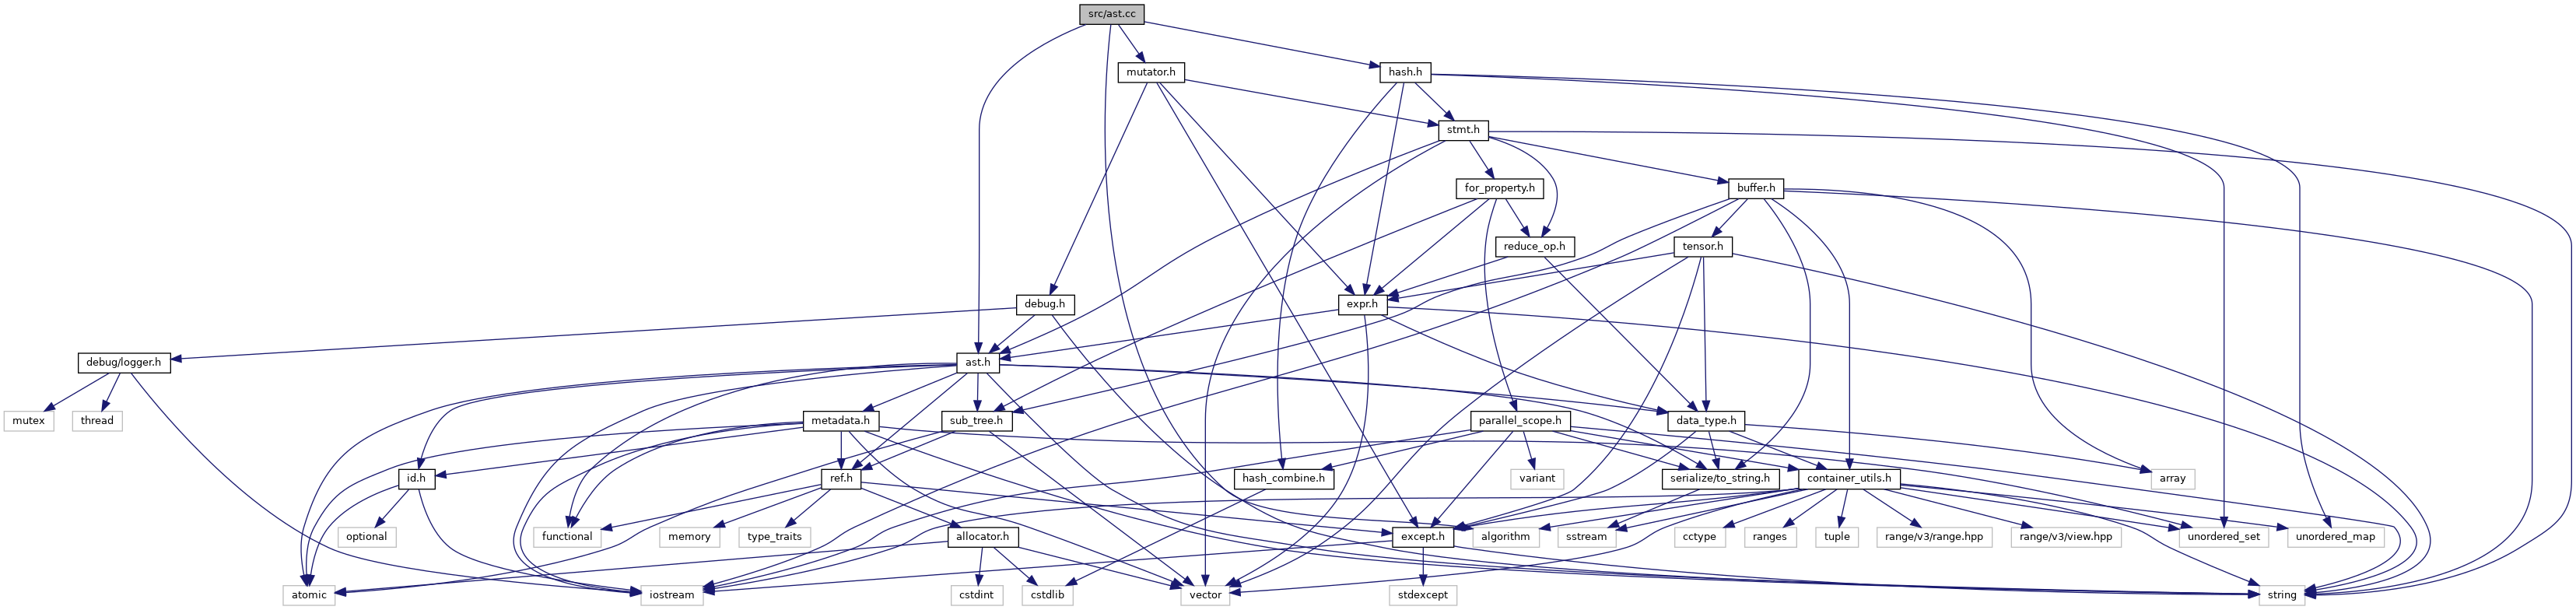 src/ast.cc
mutator.h
hash.h
stmt.h
for_property.h
buffer.h
reduce_op.h
tensor.h
debug.h
expr.h
debug/logger.h
ast.h
mutex
thread
metadata.h
sub_tree.h
parallel_scope.h
data_type.h
id.h
ref.h
hash_combine.h
variant
serialize/to_string.h
container_utils.h
array
optional
functional
memory
type_traits
allocator.h
except.h
algorithm
sstream
cctype
ranges
tuple
range/v3/range.hpp
range/v3/view.hpp
unordered_set
unordered_map
atomic
iostream
cstdint
cstdlib
vector
stdexcept
string